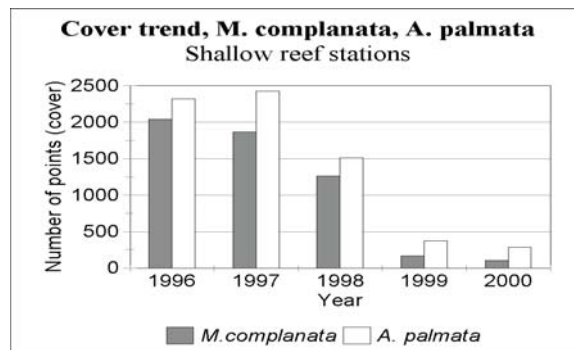 Cover trend, M. complanata, A. palmata
Shallow reef stations
Number of points (cover)
2500
2000
1500
1000
500
0
1996 1997 1998 1999 2000
Year
M.complanata A. palmata